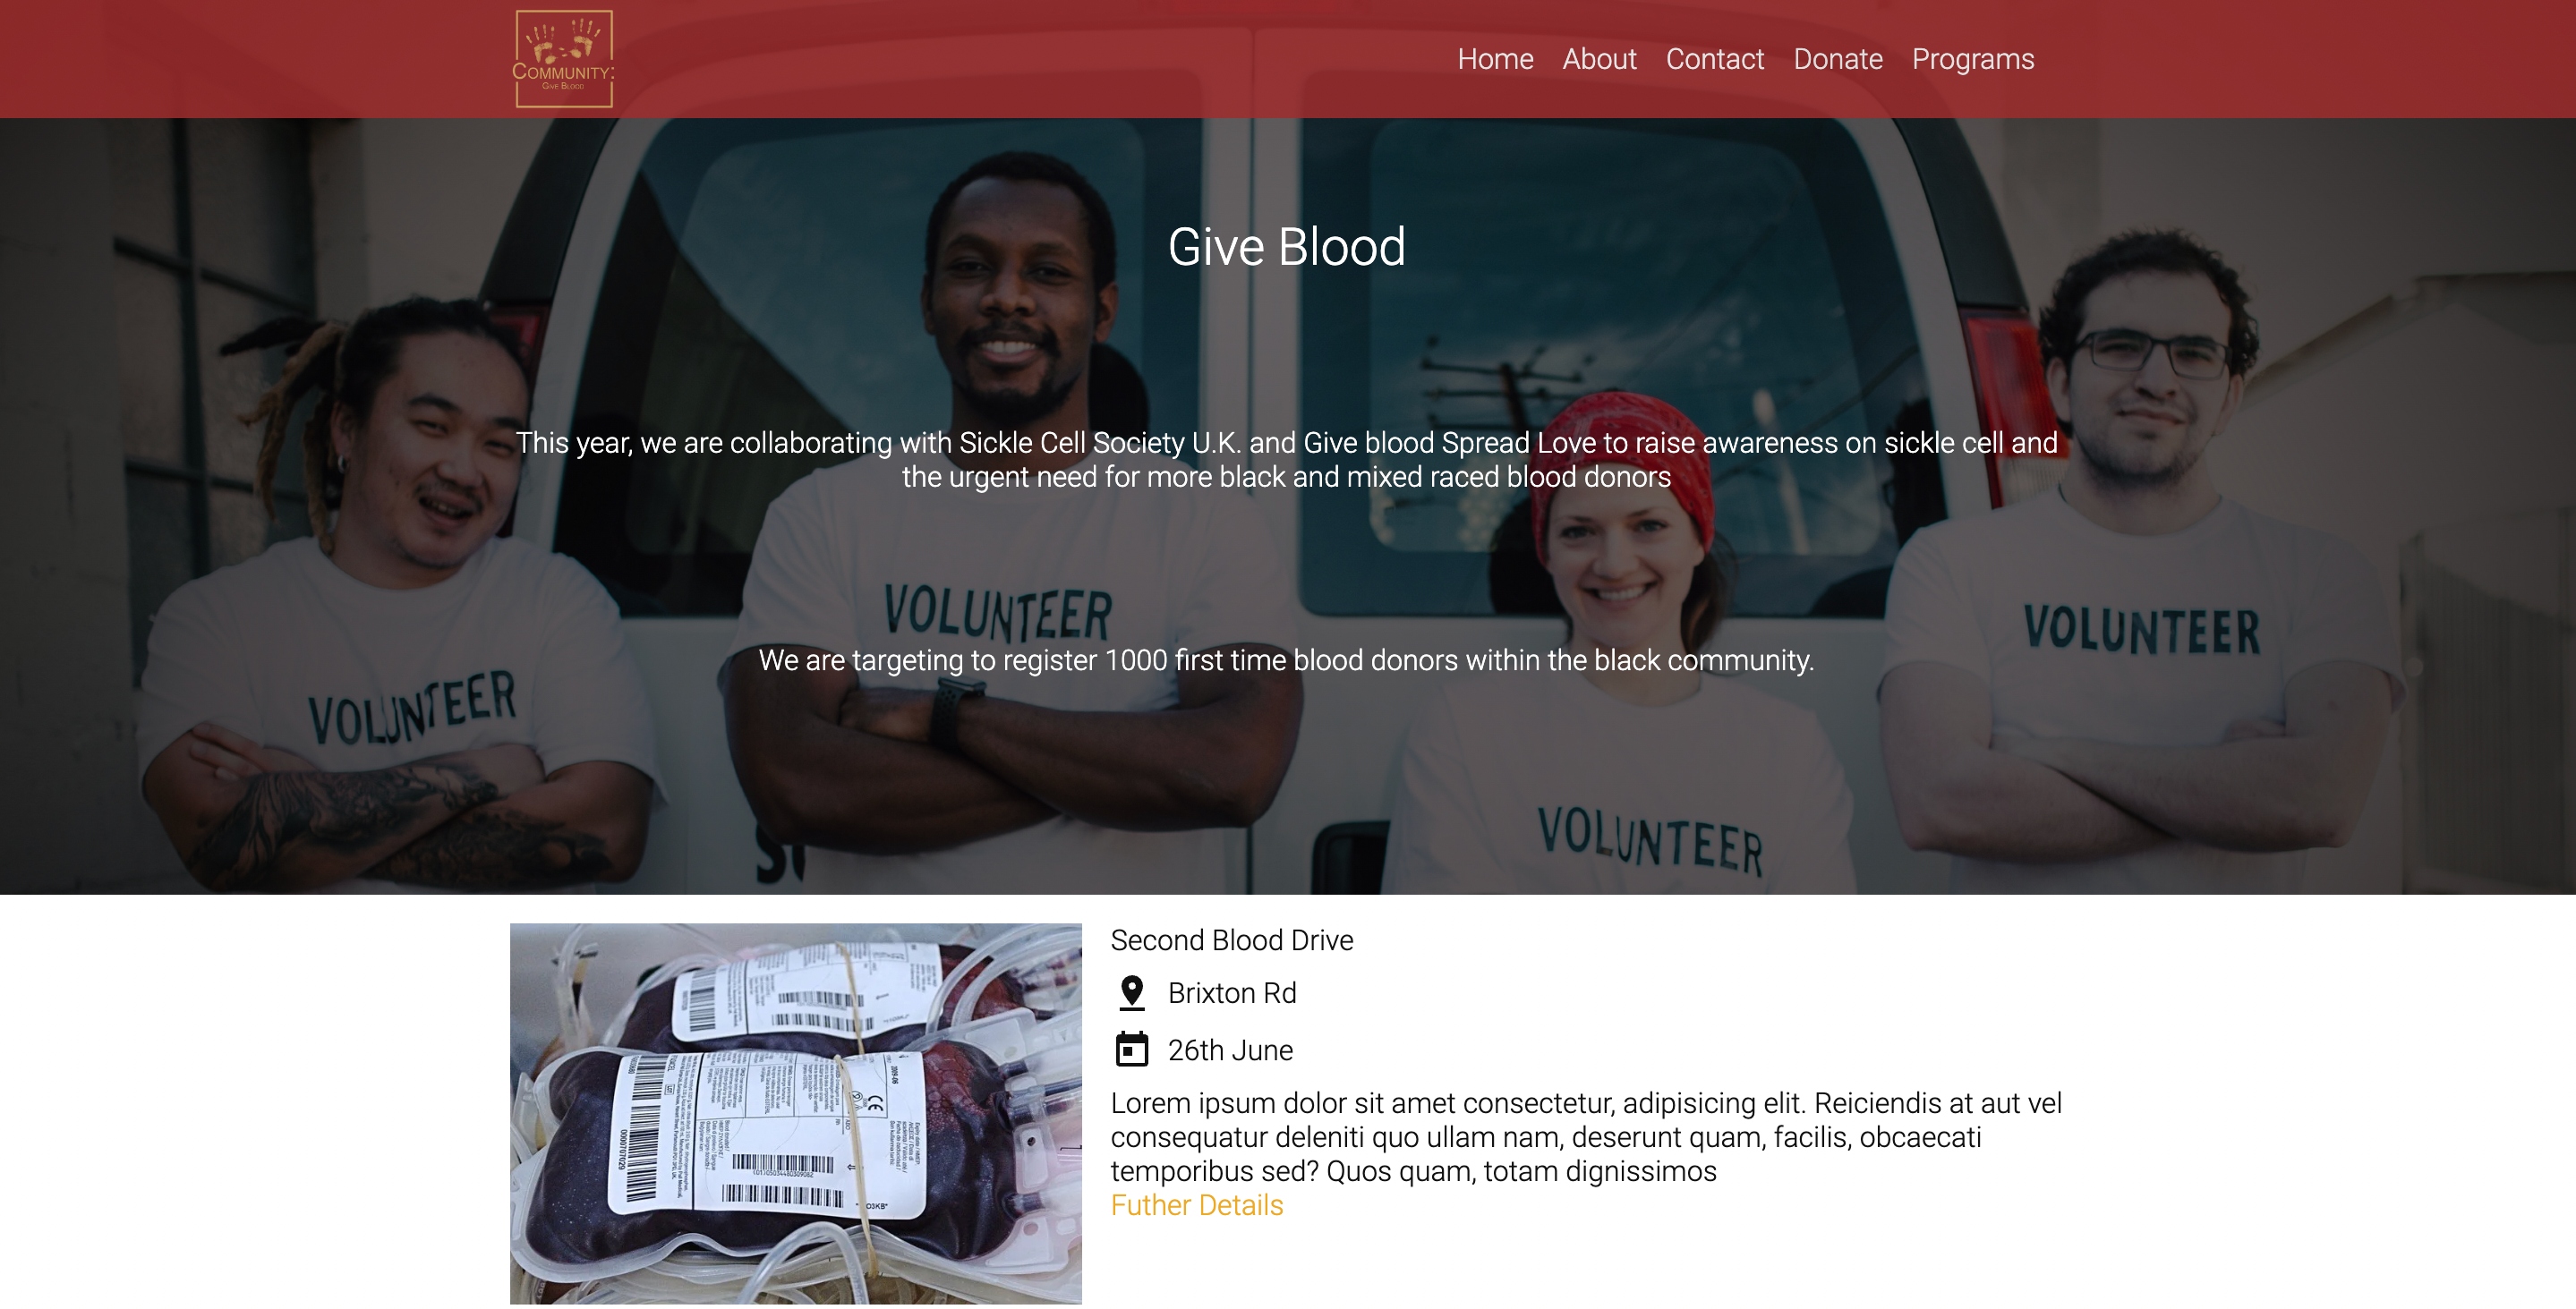 COMMUNITY:
GIVE BLOOD
Home About Contact Donate Programs
Give Blood
This year, we are collaborating with Sickle Cell Society U.K. and Give blood Spread Love to raise awareness on sickle cell and
the urgent need for more black and mixed raced blood donors
VOLUNTEER
VOLUNTEER
We are targeting to register 1000 first time blood donors within the black community.
VOLUNTEER
VOLUNTEER
Second Blood Drive
Brixton Rd
26th June
Lorem ipsum dolor sit amet consectetur, adipisicing elit. Reiciendis at aut vel
consequatur deleniti quo ullam nam, deserunt quam, facilis, obcaecati
temporibus sed? Quos quam, totam dignissimos
Futher Details